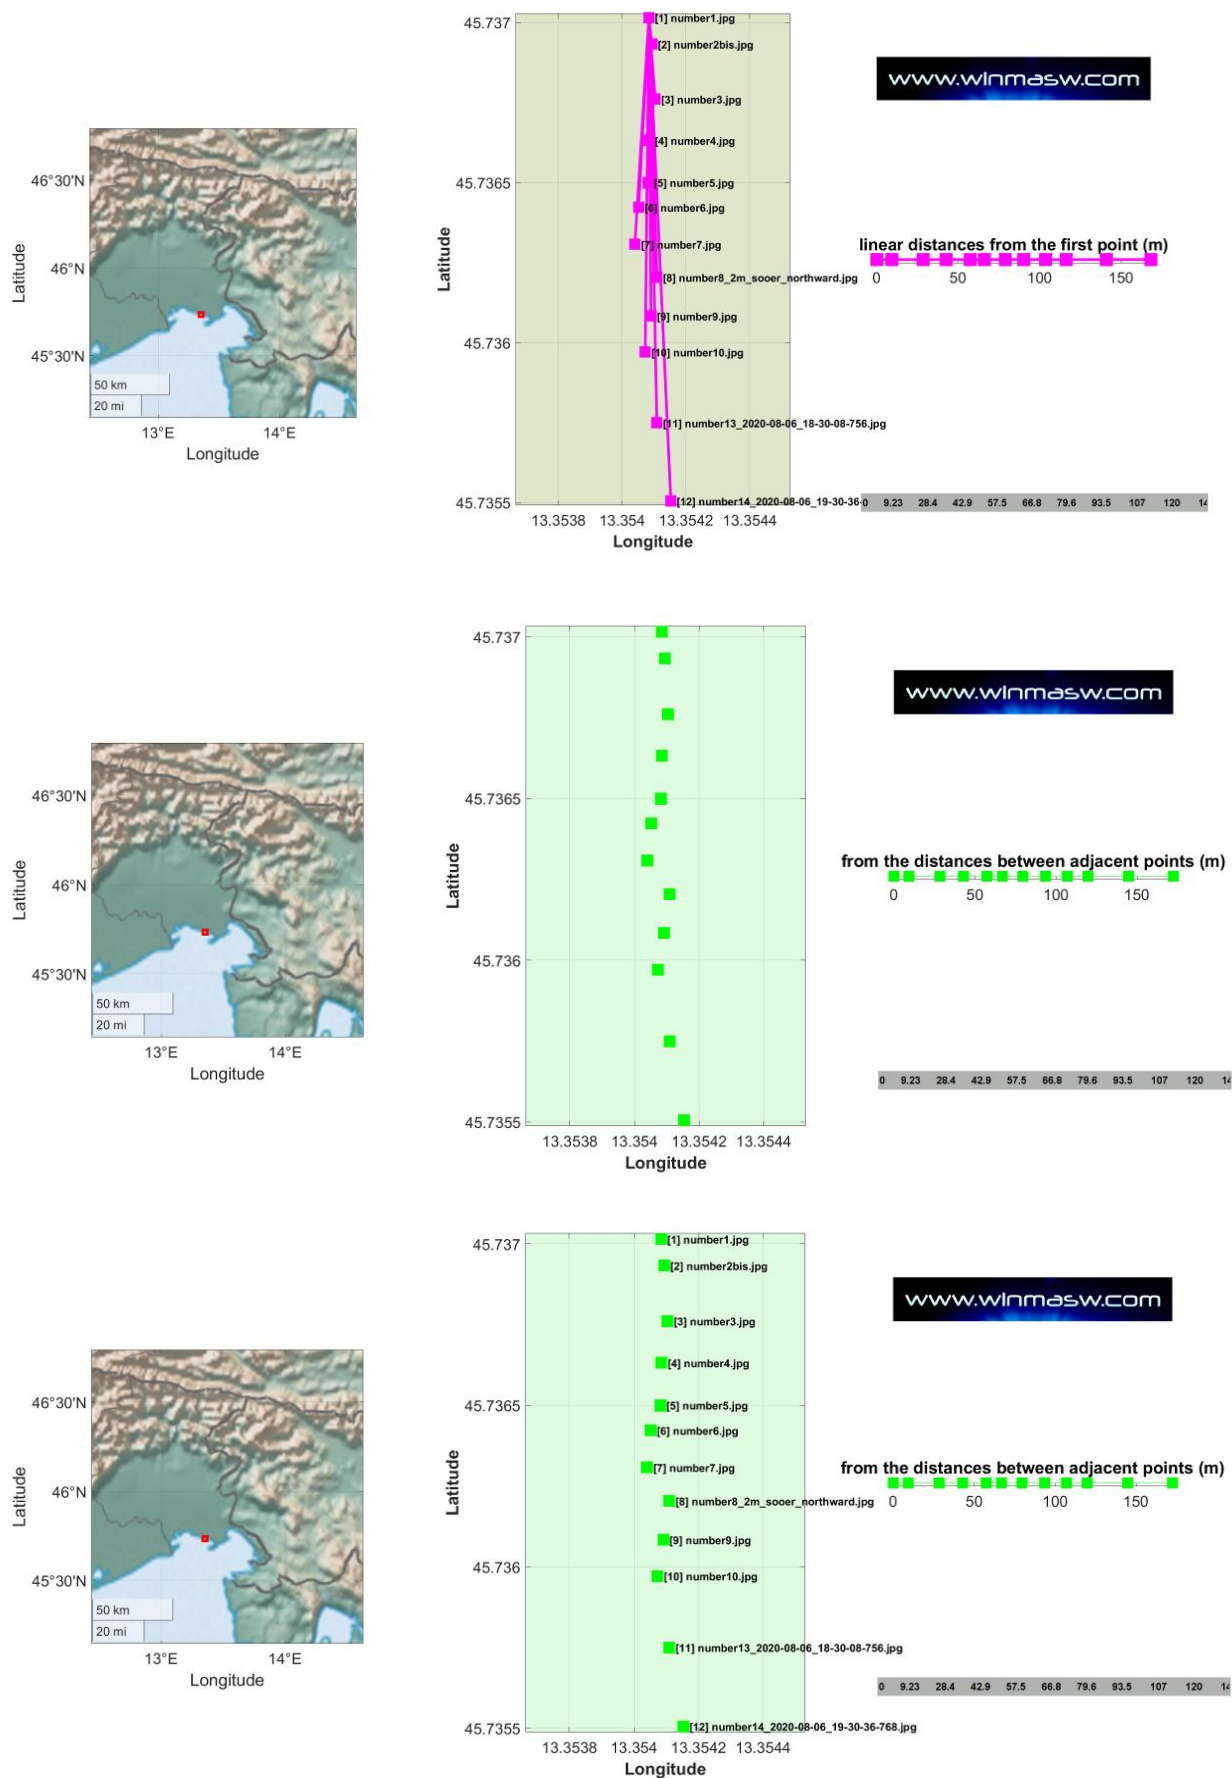 45.737
[1] number1.jpg
[2] number2bis.jpg
www.winmasw.com
[3] number3.jpg
[4] number4.jpg
46°30'N
45.7365
[5] number5.jpg
[6] number6.jpg
[7] number7.jpg
linear distances from the first point (m)
Latitude
46°N
Latitude
[8] number8_2m_sooer_northward.jpg
0 50 100 150
[9] number9.jpg
45°30'N
45.736
[10] number10.jpg
50 km
20 mi
[11] number13_2020-08-06_18-30-08-756.jpg
13°E 14°E
Longitude
45.7355
[12] number14_2020-08-06_19-30-36
0 9.23 28.4 42.9 57.5 66.8 79.6 93.5 107 120
13.3538 13.354 13.3542 13.3544
Longitude
45.737
www.winmasw.com
46°30'N
45.7365
Latitude
46°N
Latitude
from the distances between adjacent points (m)
0 50 100 150
45°30'N
45.736
50 km
20 mi
13°E 14°E
Longitude
0 9.23 28.4 42.9 57.5 66.8 79.6 93.5 107 120
45.7355
13.3538 13.354 13.3542 13.3544
Longitude
45.737
[1] number1.jpg
[2] number2bis.jpg
www.winmasw.com
[3] number3.jpg
[4] number4.jpg
46°30'N
45.7365
[5] number5.jpg
[6] number6.jpg
[7] number7.jpg
from the distances between adjacent points (m)
Latitude
46°N
Latitude
[8] number8_2m_sooer_northward.jpg
0 50 100 150
[9] number9.jpg
45°30'N
45.736
[10] number10.jpg
50 km
20 mi
[11] number13_2020-08-06_18-30-08-756.jpg
13°E 14°E
Longitude
0 9.23 28.4 42.9 57.5 66.8 79.6 93.5 107 120
45.7355
[12] number14_2020-08-06_19-30-36-768.jpg
13.3538 13.354 13.3542 13.3544
Longitude